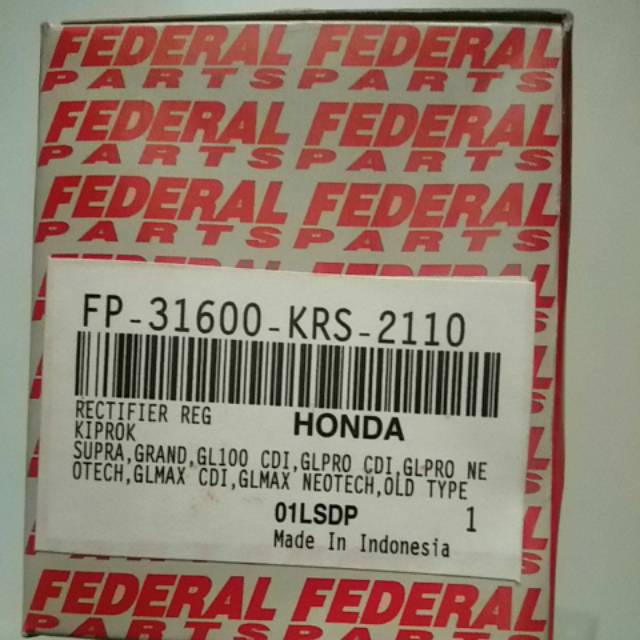 FEDERAL FEDERAL
PARTSPARTS
FEDERAL FEDERAL
PARTSPARTS
FEDERAL FEDERAL
PARTSPARTS
FP-31600-KRS-2110
RECTIFIER REG HONDA
KIPROK
SUPRA,GRAND,GL100 CDI,GLPRO CDI,GLPRO NE
OTECH,GLMAX CDI,GLMAX NEOTECH,OLD TYPE
01LSDP 1
Made In Indonesia
FEDERAL FEDERAL
PARTSPARTS